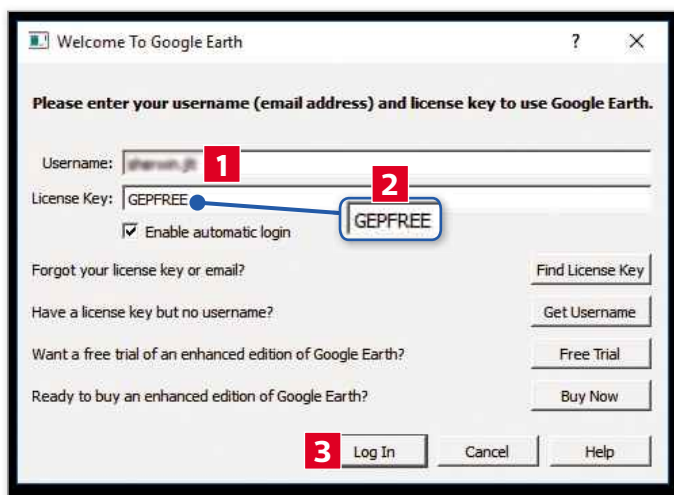 Welcome To Google Earth ?
Please enter your username (email address) and license key to use Google Earth.
Username: 1
2
License Key: GEPFREE
GEPFREE
Enable automatic login
Forgot your license key or email? Find License Key
Have a license key but no username? Get Username
Want a free trial of an enhanced edition of Google Earth? Free Trial
Ready to buy an enhanced edition of Google Earth? Buy Now
3 Log In Cancel Help